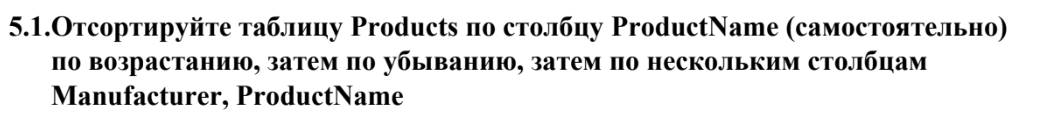 5.1.Отсортируйте таблицу Products по столбцу ProductName (самостоятельно)
по возрастанию, затем по убыванию, затем по нескольким столбцам
Manufacturer, ProductName